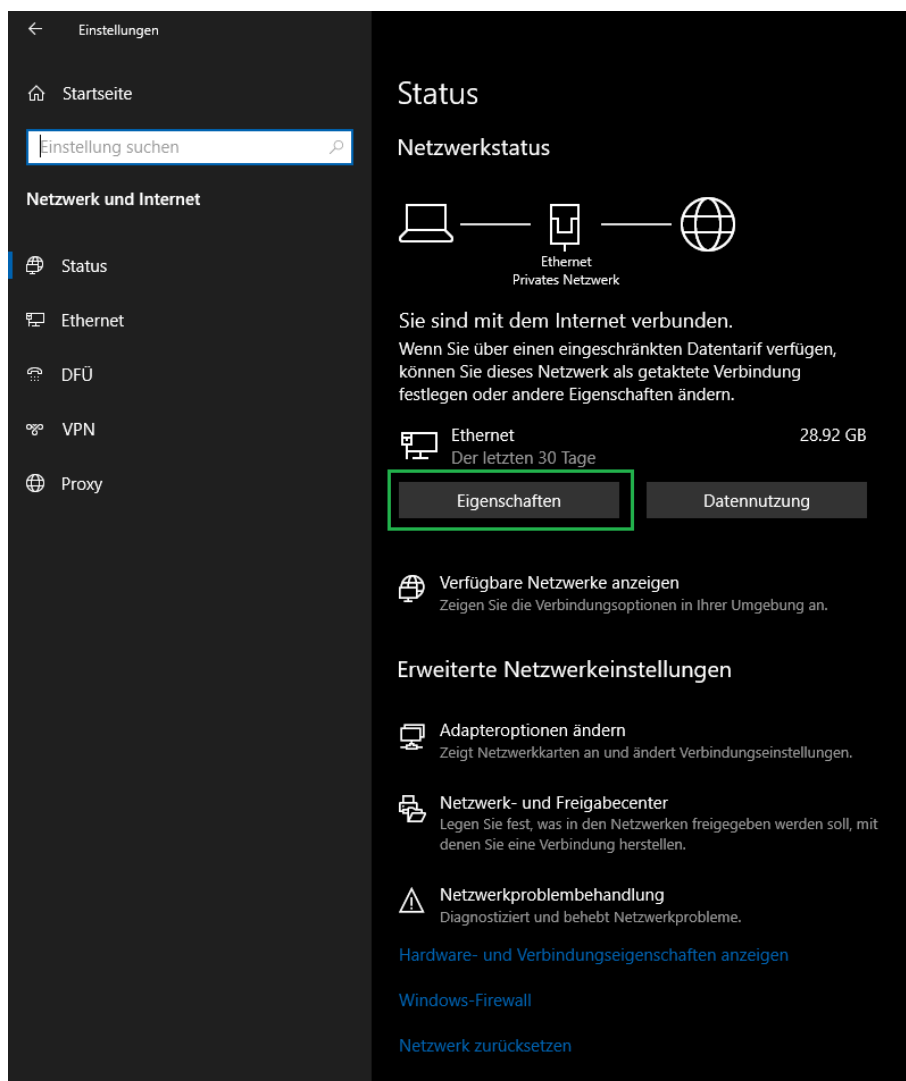 Einstellungen
Startseite
Einstellung suchen
Netzwerk und Internet
Status
Ethernet
DFÜ
VPN
Proxy
Status
Netzwerkstatus
Ethernet
Privates Netzwerk
Sie sind mit dem Internet verbunden.
Wenn Sie über einen eingeschränkten Datentarif verfügen,
können Sie dieses Netzwerk als getaktete Verbindung
festlegen oder andere Eigenschaften ändern.
Ethernet 28.92 GB
Der letzten 30 Tage
Eigenschaften Datennutzung
Verfügbare Netzwerke anzeigen
Zeigen Sie die Verbindungsoptionen in Ihrer Umgebung an.
Erweiterte Netzwerkeinstellungen
Adapteroptionen ändern
Zeigt Netzwerkkarten an und ändert Verbindungseinstellungen.
Netzwerk- und Freigabecenter
Legen Sie fest, was in den Netzwerken freigegeben werden soll, mit
denen Sie eine Verbindung herstellen.
Netzwerkproblembehandlung
Diagnostiziert und behebt Netzwerkprobleme.
Hardware- und Verbindungseigenschaften anzeigen
Windows-Firewall
Netzwerk zurücksetzen